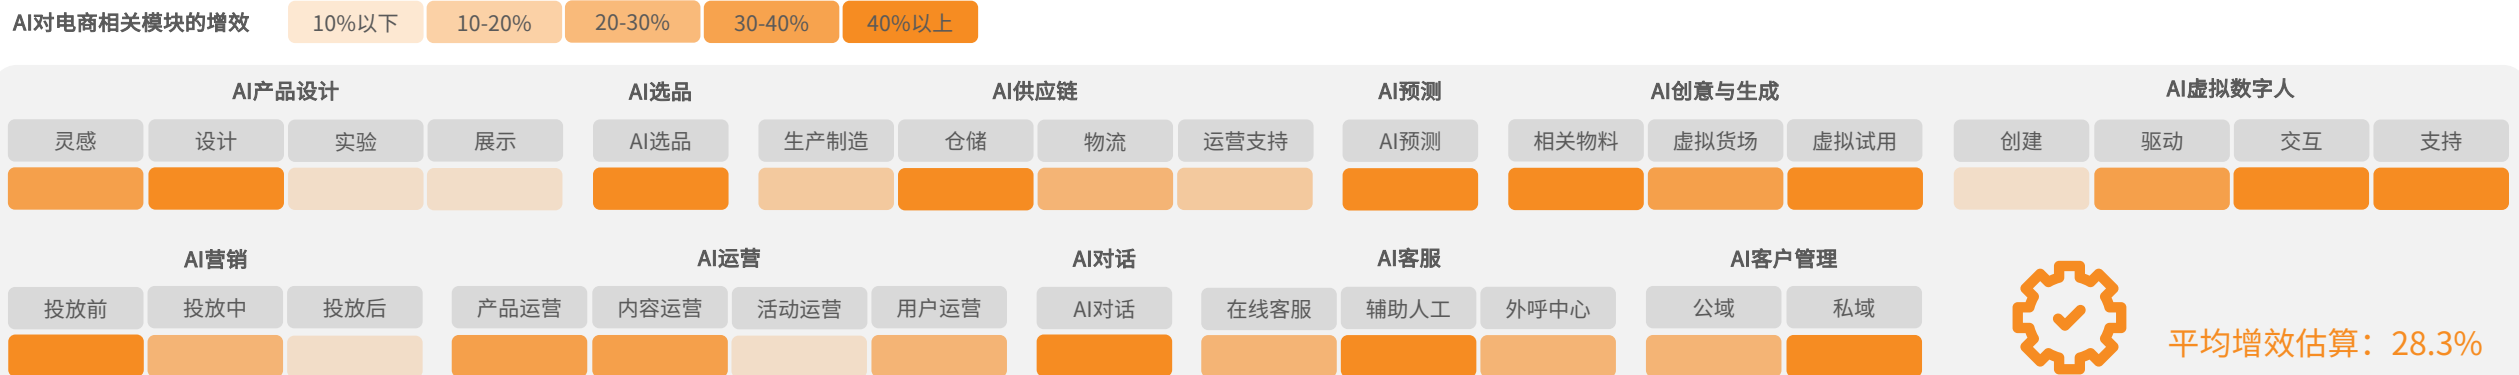 AI对电商相关模块的增效 10%以下 10-20% 20-30% 30-40% 40%以上
AI产品设计 AI选品 AI供应链 AI预测 AI创意与生成 AI虚拟数字人
灵感 设计 实验 展示 AI选品 生产制造 仓储 物流 运营支持 AI预测 相关物料 虚拟货场 虚拟试用 创建 驱动 交互 支持
AI营销 AI运营 AI对话 AI客服 AI客户管理
投放前 投放中 投放后 产品运营 内容运营 活动运营 用户运营 AI对话 在线客服 辅助人工 外呼中心 公域 私域
平均增效估算：28.3%